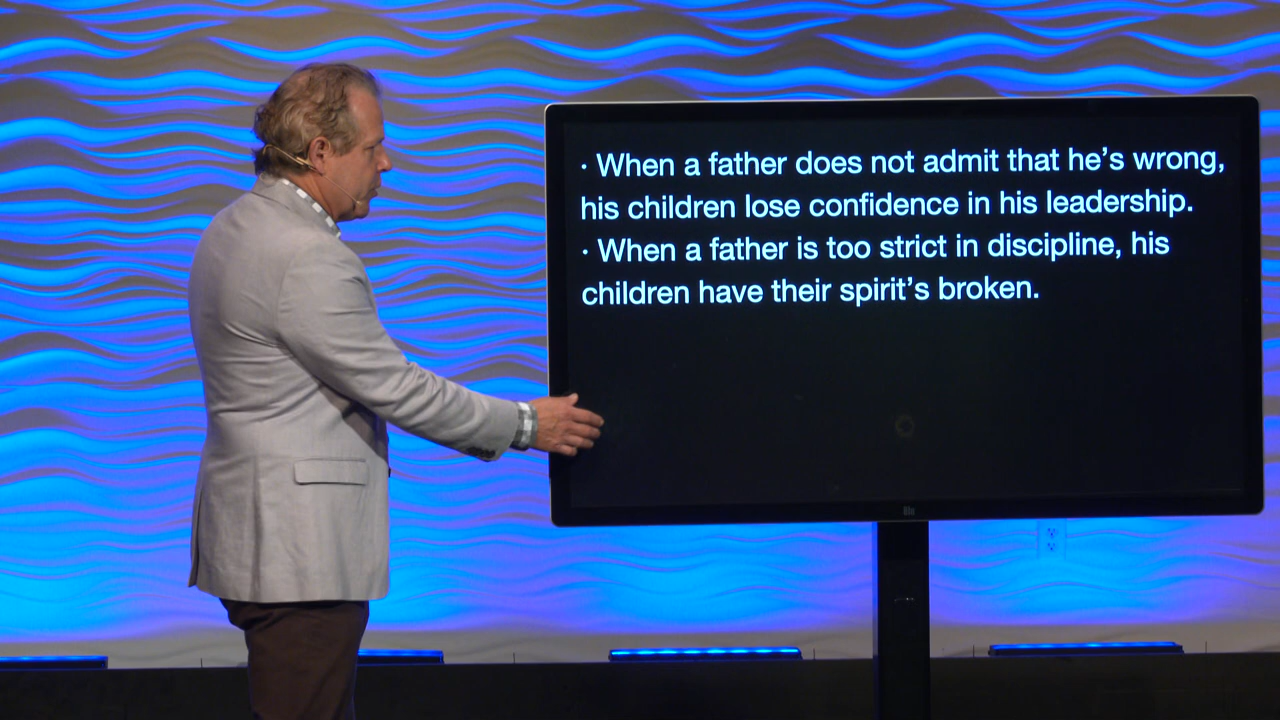 · When a father does not admit that he's wrong,
his children lose confidence in his leadership.
· When a father is too strict in discipline, his
children have their spirit's broken.
elo